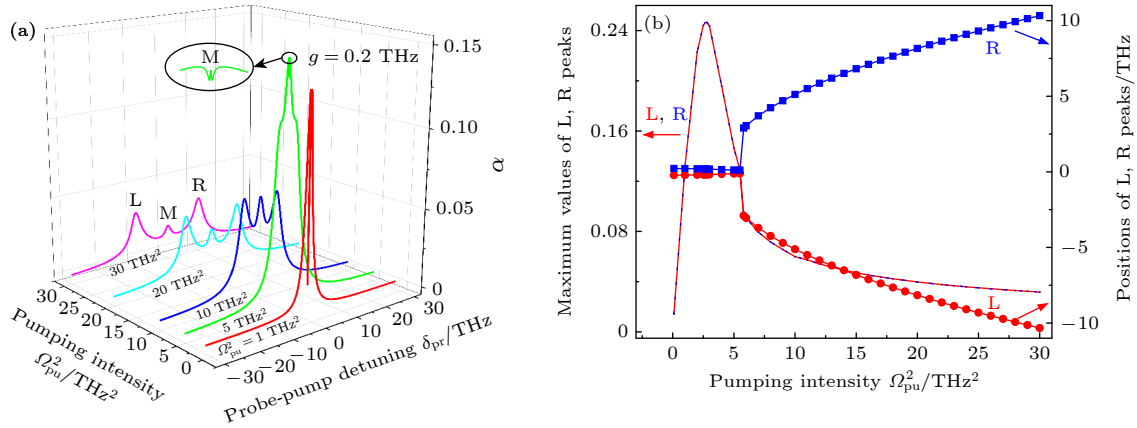 (a)
M
g = 0.2 THz
0.15
0.10
0.05
0
α
L
M
R
30 THz²
20 THz²
10 THz²
5 THz²
Ω²pu = 1 THz²
30
25
20
15
10
5
0
Pumping intensity
Ω²pu/THz²
−30
−20
−10
0
10
20
30
Probe-pump detuning δpr/THz
(b)
0.24
0.16
0.08
0
Maximum values of L, R peaks
L, R
R
L
10
5
0
−5
−10
Positions of L, R peaks/THz
0
5
10
15
20
25
30
Pumping intensity Ω²pu/THz²